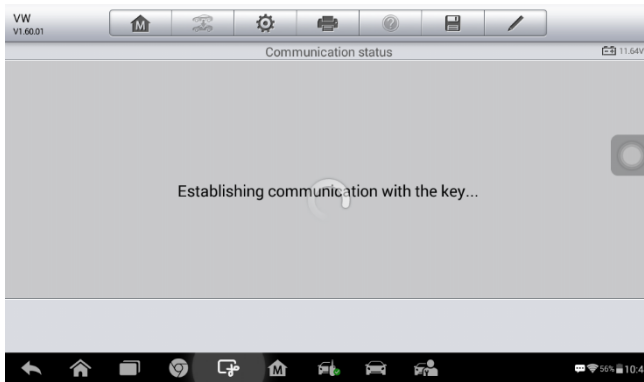 VW
V1.60.01
M
Communication status
11.64V
Establishing communication with the key...
M
56%
10:4